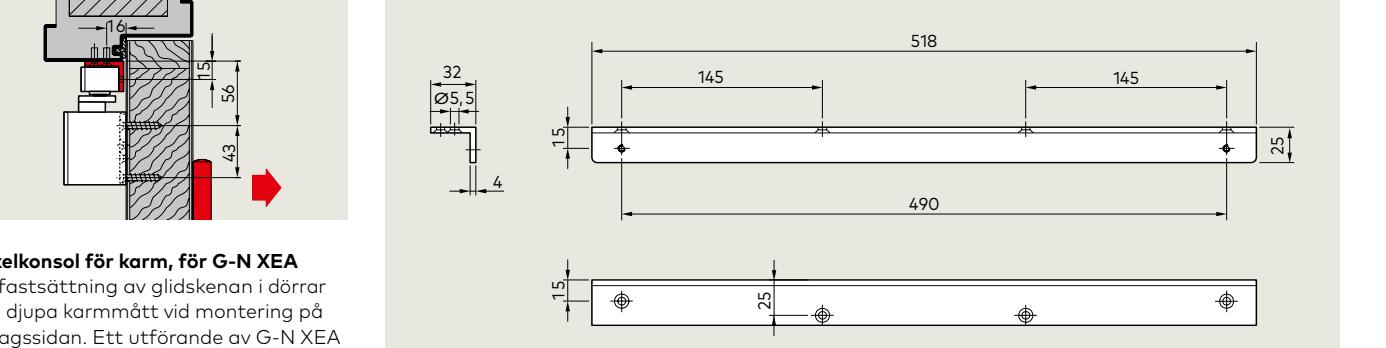 16
15
56
43
kelkonsol för karm, för G-N XEA
fastsättning av glidskenan i dörrar
djupa karmmått vid montering på
agssidan. Ett utförande av G-N XEA
32
Ø5,5
4
518
145
145
15
25
490
15
25